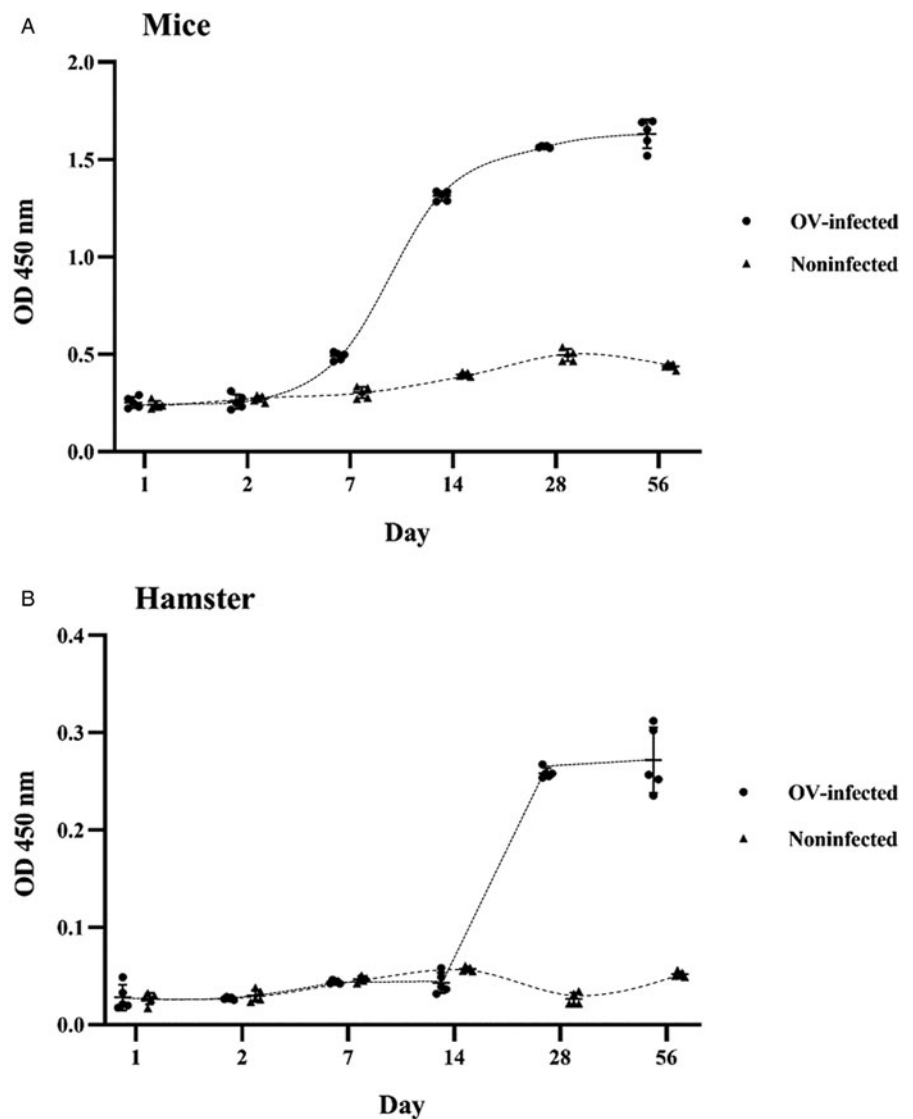 A
Mice
2.0
1.5
1.0
0.5
0.0
OD 450 nm
1 2 7 14 28 56
Day
OV-infected
Noninfected
B
Hamster
0.4
0.3
0.2
0.1
0.0
OD 450 nm
1 2 7 14 28 56
Day
OV-infected
Noninfected